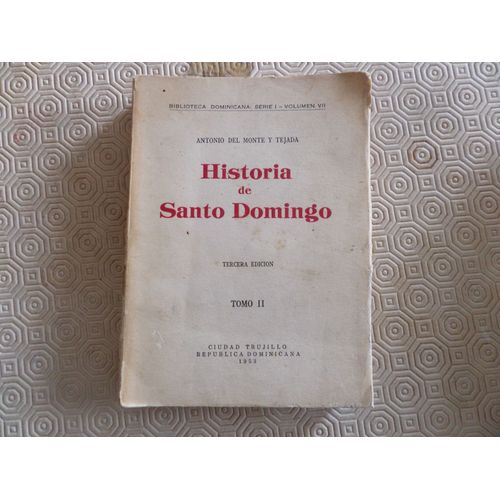 BIBLIOTECA DOMINICANA: SERIE I - VOLUMEN VII
ANTONIO DEL MONTE Y TEJADA
Historia
de
Santo Domingo
TERCERA EDICION
TOMO II
CIUDAD TRUJILLO
REPUBLICA DOMINICANA
1953